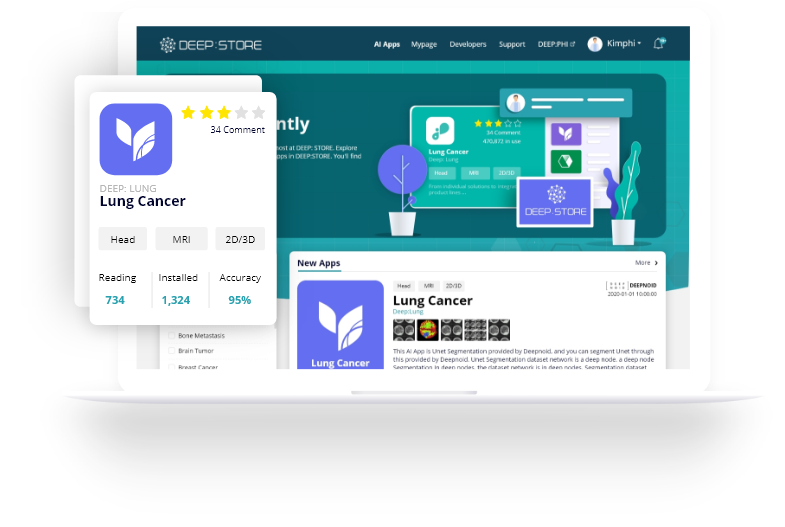 DEEP:STORE
AI Apps Mypage Developers Support DEEP:PHI Kimphi
34 Comment
DEEP: LUNG
Lung Cancer
Head MRI 2D/3D
Reading Installed Accuracy
734 1,324 95%
ntly
most at DEEP: STORE. Explore
pps in DEEP:STORE. You'll find
34 Comment
470,872 in use
Lung Cancer
Deep: Lung
Head MRI 2D/3D
From individual solutions to integrated
product lines ...
DEEP:STORE
New Apps More
Head MRI 2D/3D
DEEPNOID
2020-01-01 10:00:00
Lung Cancer
Deep:Lung
Lung Cancer
This AI App is Unet Segmentation provided by Deepnoid, and you can segment Unet through
this provided by Deepnoid. Unet Segmentation dataset network is a deep node. a deep node
Segmentation in deep nodes. the dataset network is in deep nodes. Segmentation dataset
Bone Metastasis
Brain Tumor
Breast Cancer